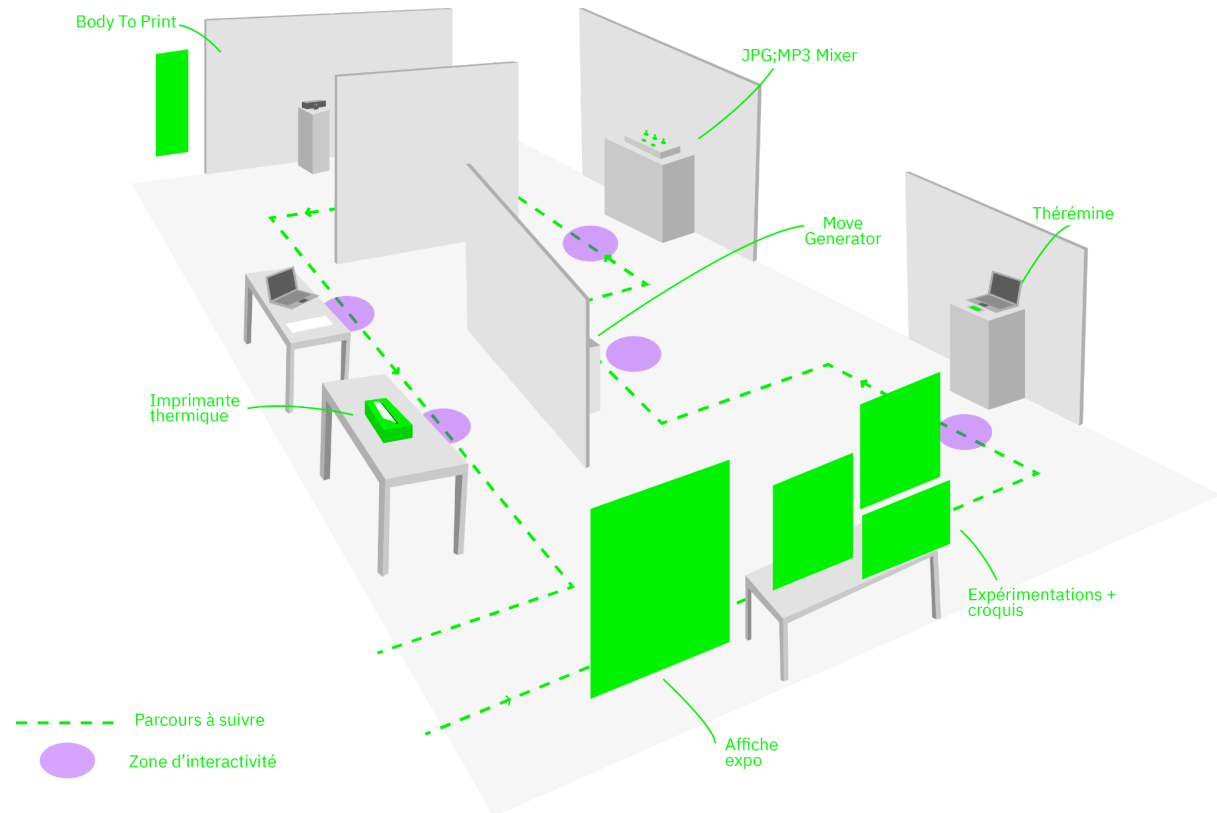 Body To Print
JPG;MP3 Mixer
Thérémine
Move
Generator
Imprimante
thermique
Expérimentations +
croquis
Affiche
expo
Parcours à suivre
Zone d'interactivité